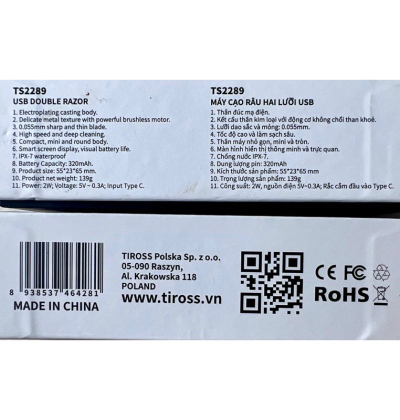 TS2289
USB DOUBLE RAZOR
1. Electroplating casting body.
2. Delicate metal texture with powerful brushless motor.
3. 0.055mm sharp and thin blade.
4. High speed and deep cleaning.
5. Compact, mini and round body.
6. Smart screen display, visual battery life.
7. IPX-7 waterproof
8. Battery Capacity: 320mAh.
9. Product size: 55*23*65 mm.
10. Product net weight: 139g
11. Power: 2W; Voltage: 5V⎓0.3A; Input Type C.
TS2289
MÁY CẠO RÂU HAI LƯỠI USB
1. Thân đúc mạ điện.
2. Kết cấu thân kim loại với động cơ không chổi than khoẻ.
3. Lưỡi dao sắc và mỏng: 0.055mm.
4. Tốc độ cao và làm sạch sâu.
5. Thân máy nhỏ gọn, mini và tròn.
6. Màn hình hiển thị thông minh và trực quan.
7. Chống nước IPX-7.
8. Dung lượng pin: 320mAh
9. Kích thước sản phẩm: 55*23*65 mm.
10. Trọng lượng sản phẩm: 139g
11. Công suất: 2W, nguồn điện 5V⎓0.3A; Rắc cắm đầu vào Type C.
8 938537 464281
MADE IN CHINA
TIROSS Polska Sp. z o.o.
05-090 Raszyn,
Al. Krakowska 118
POLAND
www.tiross.vn
CE FC
RoHS